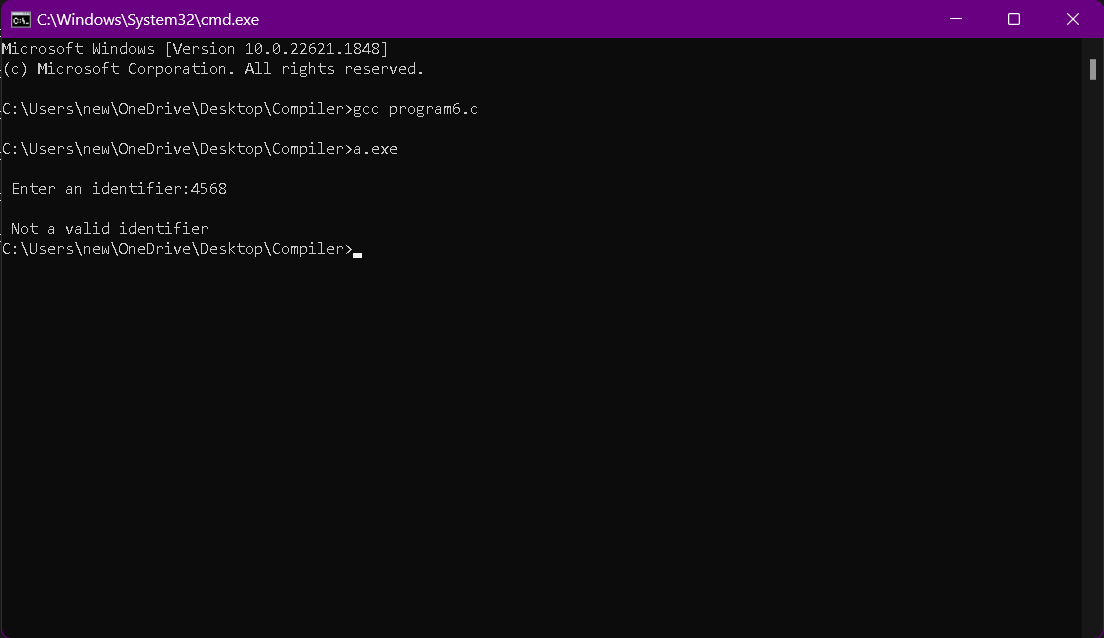 C:\Windows\System32\cmd.exe
Microsoft Windows [Version 10.0.22621.1848]
(c) Microsoft Corporation. All rights reserved.
C:\Users\new\OneDrive\Desktop\Compiler>gcc program6.c
C:\Users\new\OneDrive\Desktop\Compiler>a.exe
Enter an identifier:4568
Not a valid identifier
C:\Users\new\OneDrive\Desktop\Compiler>